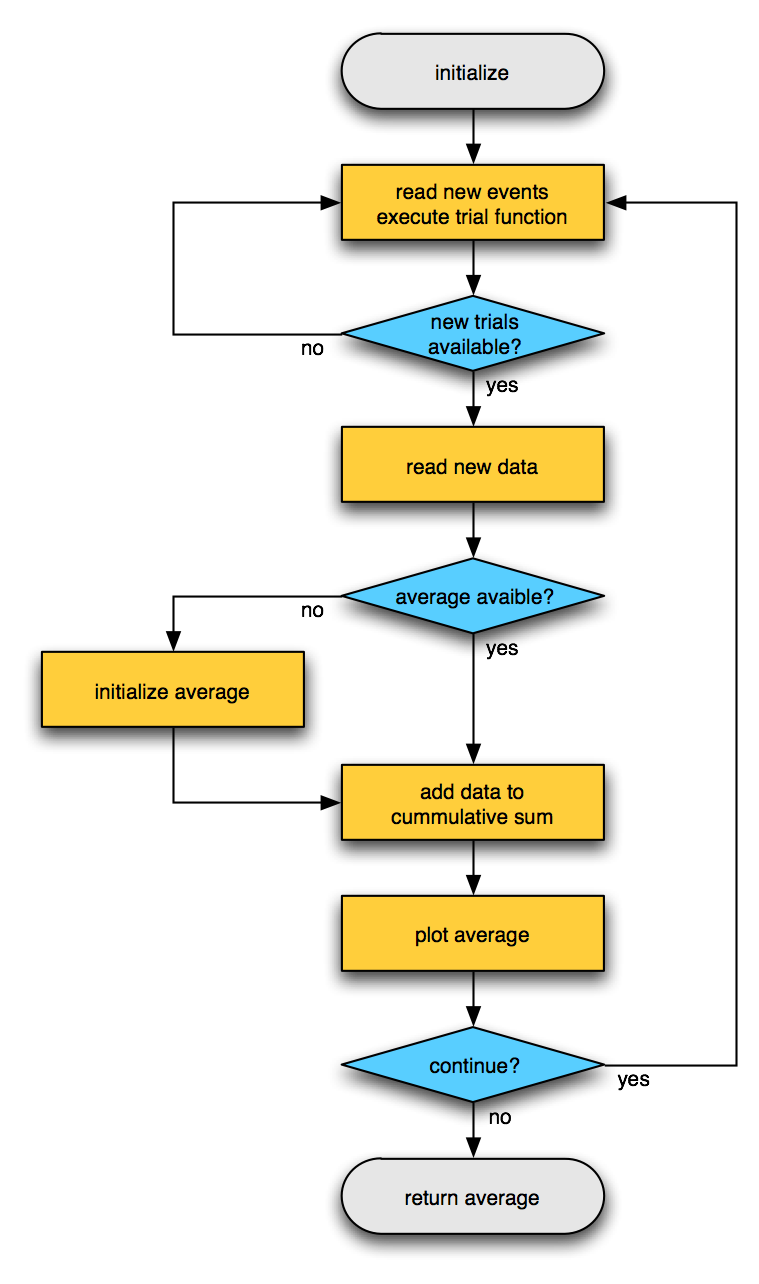 initialize
read new events
execute trial function
new trials
available?
no
yes
read new data
average avaible?
no
yes
initialize average
add data to
cummulative sum
plot average
continue?
yes
no
return average